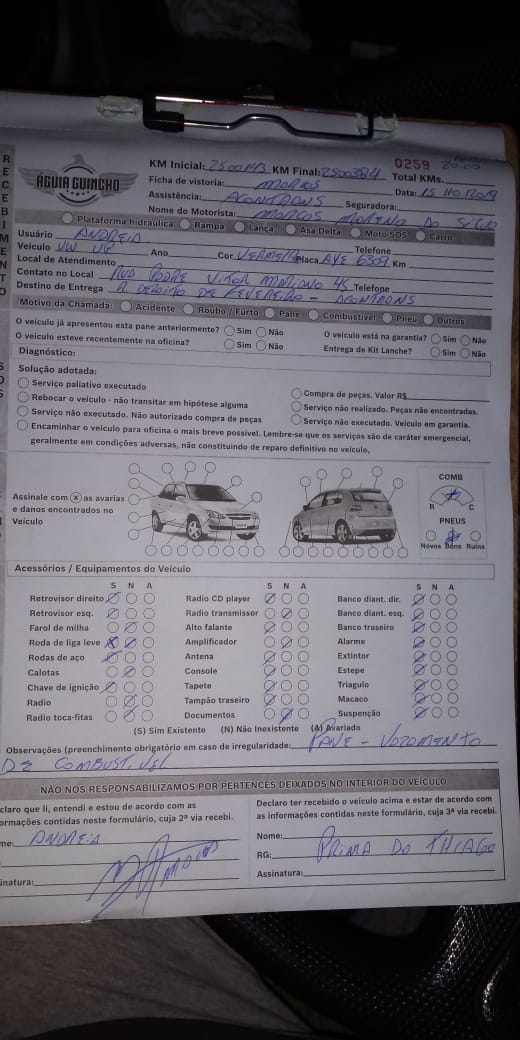 RECEBIMENTO
ÁGUIA GUINCHO
KM Inicial: KM Final: 2500384 0259 20:00
Ficha de vistoria: MARCOS Total KMs.
Assistência: Seguradora: Data: 15/10/2019
Nome do Motorista: MARCOS MORENO DA SILVA
Plataforma hidráulica Rampa Lança Asa Delta Moto SOS Carro
Usuário ANDREIA Telefone
Veículo VW UP Ano Cor VERMELHA Placa AVE 6309 Km
Local de Atendimento
Contato no Local RUA PADRE VITOR MARIANO 45 Telefope
Destino de Entrega FEVEREIRO -
Motivo da Chamada: Acidente Roubo / Furto Pane Combustível Pneu Outros
O veículo já apresentou esta pane anteriormente? Sim Não O veículo está na garantia? Sim Não
O veículo esteve recentemente na oficina? Sim Não Entrega de Kit Lanche? Sim Não
Diagnóstico:
Solução adotada:
Serviço paliativo executado Compra de peças. Valor R$
Rebocar o veículo - não transitar em hipótese alguma Serviço não realizado. Peças não encontradas.
Serviço não executado. Não autorizado compra de peças Serviço não executado. Veículo em garantia.
Encaminhar o veículo para oficina o mais breve possível. Lembre-se que os serviços são de caráter emergencial,
geralmente em condições adversas, não constituindo de reparo definitivo no veículo,
Assinale com X as avarias
e danos encontrados no
Veículo
COMB
R C
PNEUS
Novos Bons Ruins
Acessórios / Equipamentos do Veículo
S N A S N A S N A
Retrovisor direito Radio CD player Banco diant. dir.
Retrovisor esq. Radio transmissor Banco diant. esq.
Farol de milha Alto falante Banco traseiro
Roda de liga leve Amplificador Alarme
Rodas de aço Antena Extintor
Calotas Console Estepe
Chave de ignição Tapete Triagulo
Radio Tampão traseiro Macaco
Radio toca-fitas Documentos Suspenção
(S) Sim Existente (N) Não Inexistente (A) Avariado
Observações (preenchimento obrigatório em caso de irregularidade: PANE - VAZAMENTO
DE COMBUSTIVEL
NÃO NOS RESPONSABILIZAMOS POR PERTENCES DEIXADOS NO INTERIOR DO VEÍCULO
claro que li, entendi e estou de acordo com as
ormações contidas neste formulário, cuja 2ª via recebi.
me: ANDREIA
inatura:
Declaro ter recebido o veículo acima e estar de acordo com
as informações contidas neste formulário, cuja 3ª via recebi.
Nome:
RG: PRIMA DO THIAGO
Assinatura: